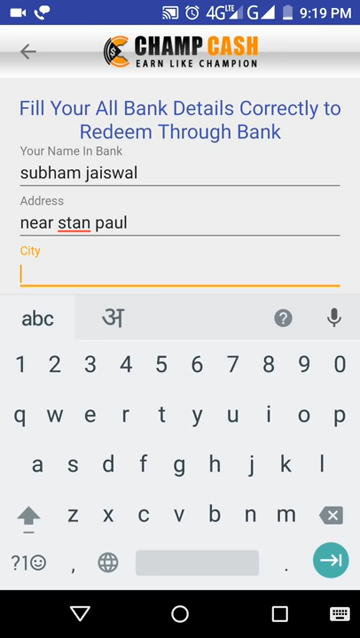 4G LTE G 9:19 PM
CHAMP CASH
EARN LIKE CHAMPION
Fill Your All Bank Details Correctly to
Redeem Through Bank
Your Name In Bank
subham jaiswal
Address
near stan paul
City
abc अ ?
1 2 3 4 5 6 7 8 9 0
q w e r t y u i o p
a s d f g h j k l
z x c v b n m
?1☺ , .